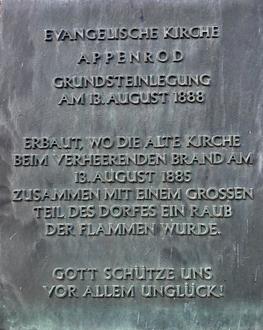 EVANGELISCHE KIRCHE
APPENROD
GRUNDSTEINLEGUNG
AM 13. AUGUST 1888
ERBAUT, WO DIE ALTE KIRCHE
BEIM VERHEERENDEN BRAND AM
13. AUGUST 1885
ZUSAMMEN MIT EINEM GROSSEN
TEIL DES DORFES EIN RAUB
DER FLAMMEN WURDE.
GOTT SCHÜTZE UNS
VOR ALLEM UNGLÜCK!